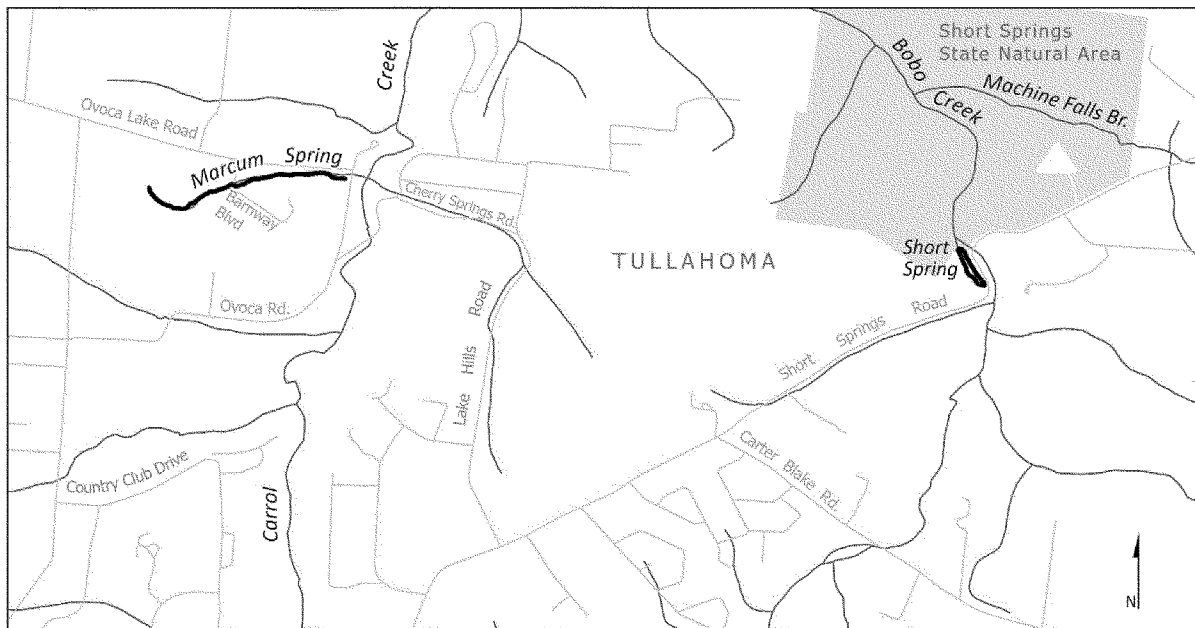 Short Springs
State Natural Area
Bobo
Creek
Machine Falls Br.
Creek
Ovoca Lake Road
Marcum Spring
Barnway
Blvd
Cherry Springs Rd.
TULLAHOMA
Short
Spring
Ovoca Rd.
Lake Hills Road
Short Springs Road
Country Club Drive
Carter Blake Rd.
Carrol
N